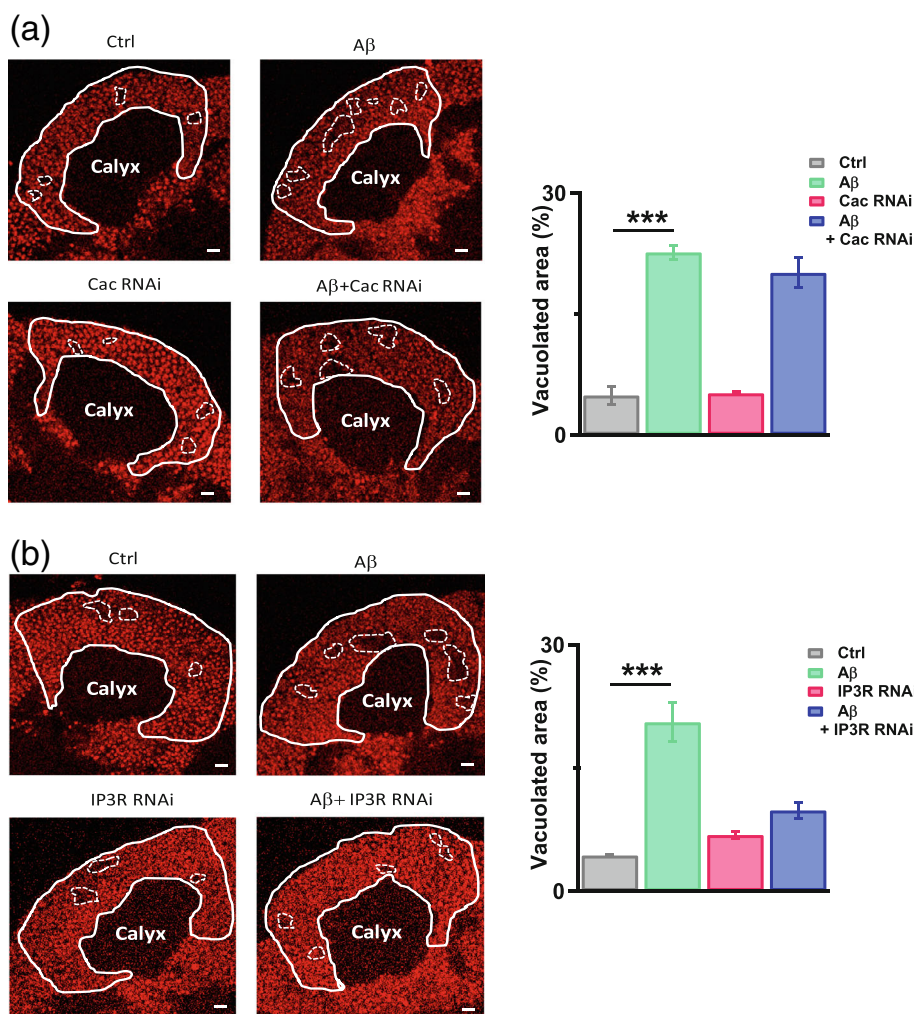 (a)
Ctrl
Aβ
Calyx
Calyx
Cac RNAi
Aβ+Cac RNAi
Calyx
Calyx
Vacuolated area (%)
30
0
***
Ctrl
Aβ
Cac RNAi
Aβ
+ Cac RNAi
(b)
Ctrl
Aβ
Calyx
Calyx
IP3R RNAi
Aβ+ IP3R RNAi
Calyx
Calyx
Vacuolated area (%)
30
0
***
Ctrl
Aβ
IP3R RNA
Aβ
+ IP3R RNAi